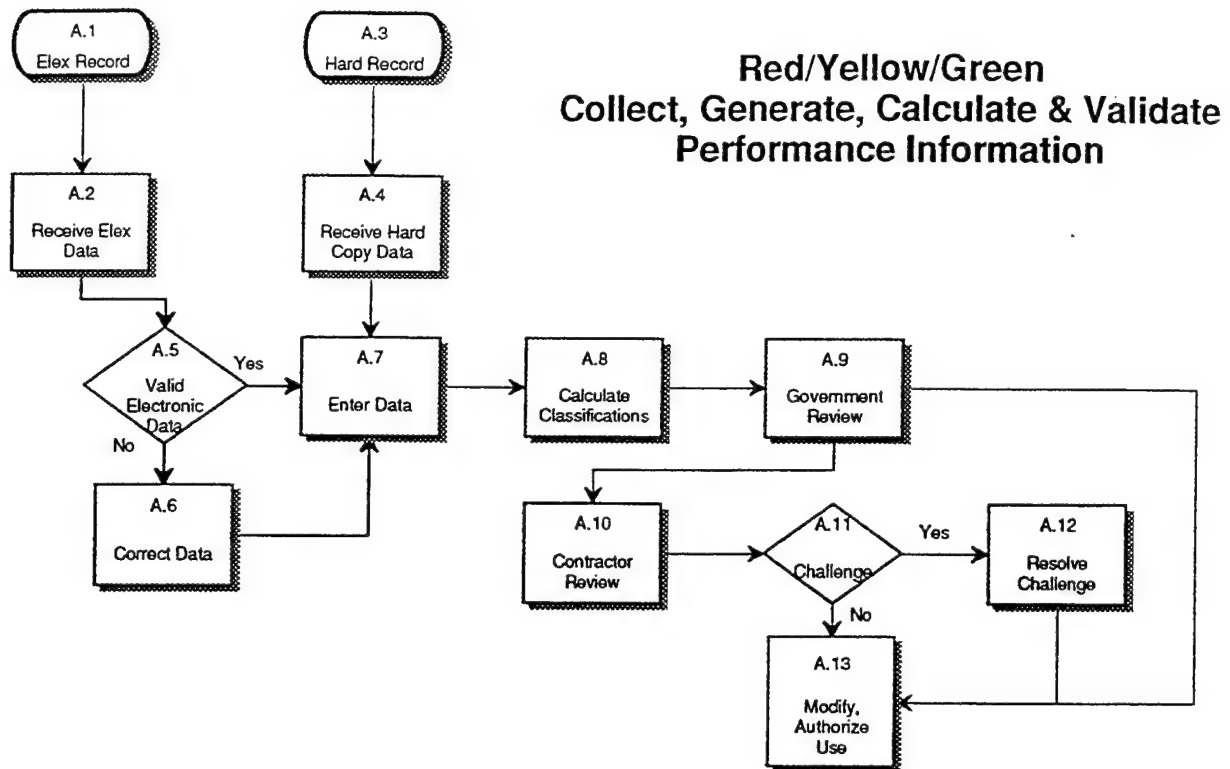 Red/Yellow/Green
Collect, Generate, Calculate & Validate
Performance Information
A.1
Elex Record
A.3
Hard Record
A.2
Receive Elex
Data
A.4
Receive Hard
Copy Data
A.5
Valid
Electronic
Data
Yes
No
A.6
Correct Data
A.7
Enter Data
A.8
Calculate
Classifications
A.9
Government
Review
A.10
Contractor
Review
A.11
Challenge
Yes
No
A.12
Resolve
Challenge
A.13
Modify,
Authorize
Use